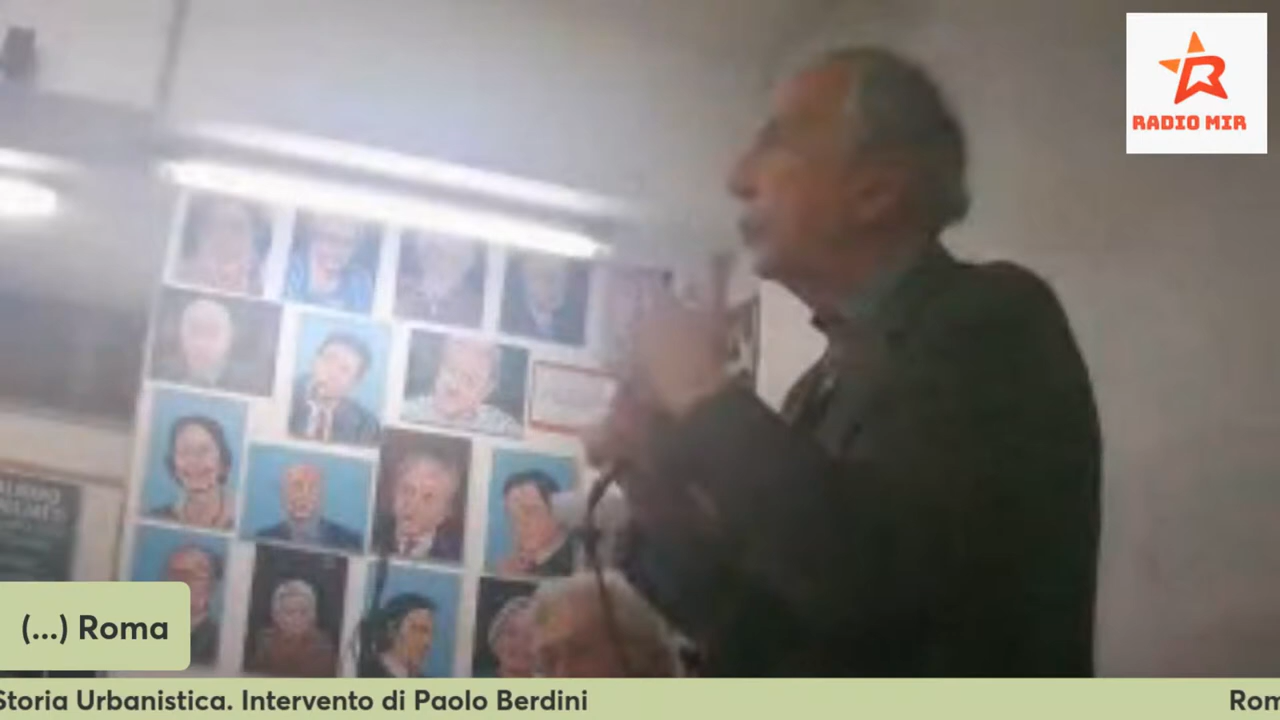 RADIO MIR
(...) Roma
Storia Urbanistica. Intervento di Paolo Berdini
Rom